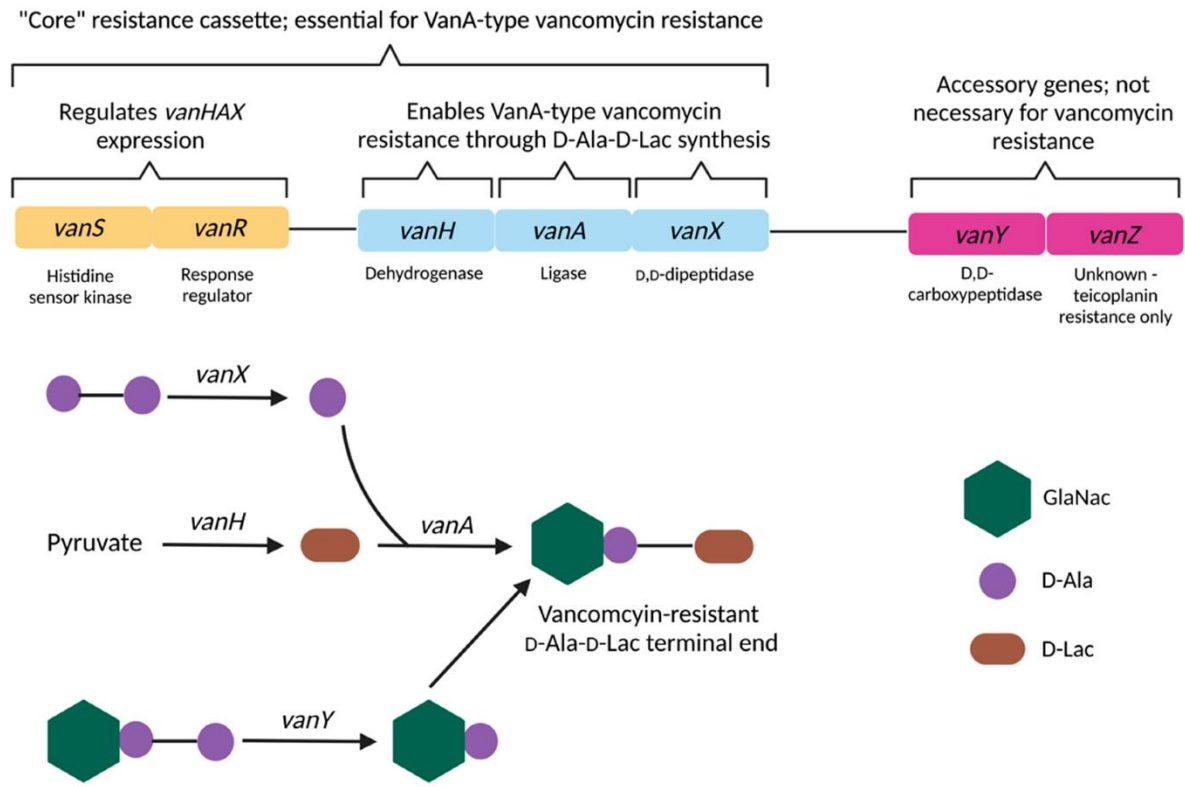 "Core" resistance cassette; essential for VanA-type vancomycin resistance
Regulates vanHAX
expression
Enables VanA-type vancomycin
resistance through D-Ala-D-Lac synthesis
Accessory genes; not
necessary for vancomycin
resistance
vanS
vanR
vanH
vanA
vanX
vanY
vanZ
Histidine
sensor kinase
Response
regulator
Dehydrogenase
Ligase
D,D-dipeptidase
D,D-
carboxypeptidase
Unknown -
teicoplanin
resistance only
vanX
Pyruvate
vanH
vanA
Vancomcyin-resistant
D-Ala-D-Lac terminal end
vanY
GlaNac
D-Ala
D-Lac